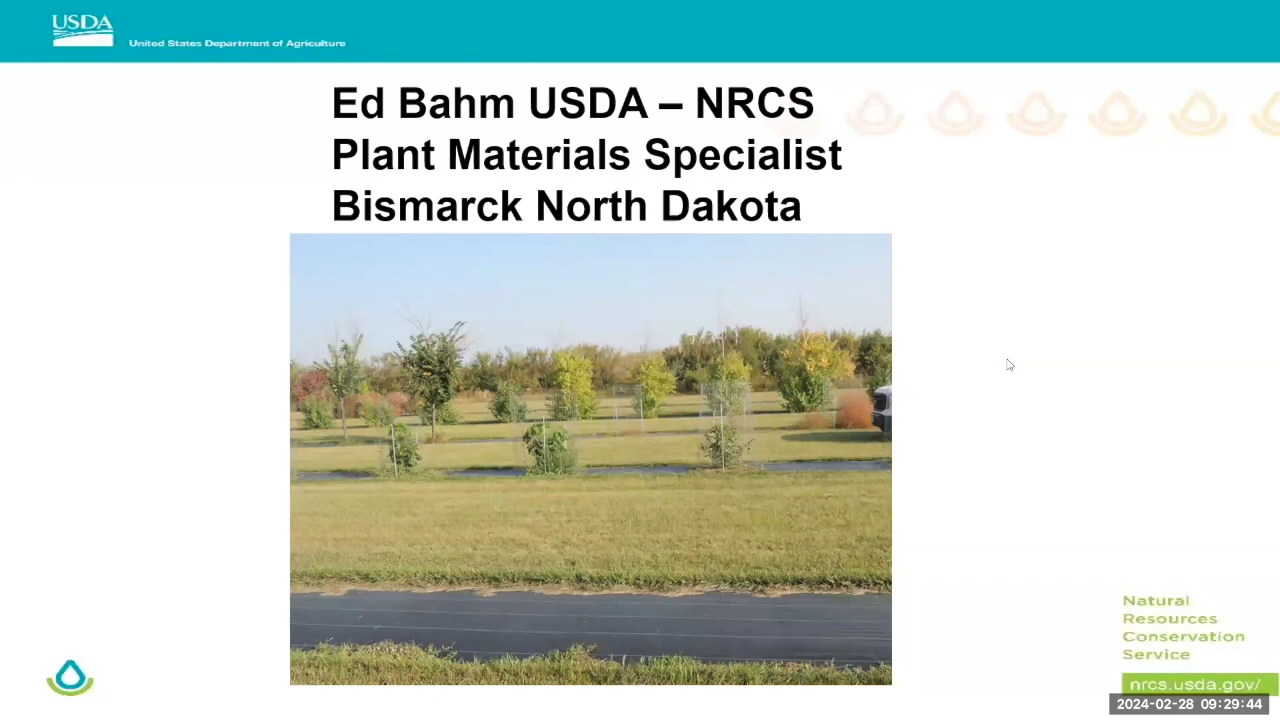 USDA
United States Department of Agriculture
Ed Bahm USDA – NRCS
Plant Materials Specialist
Bismarck North Dakota
Natural
Resources
Conservation
Service
nrcs.usda.gov/
2024-02-28 09:29:44